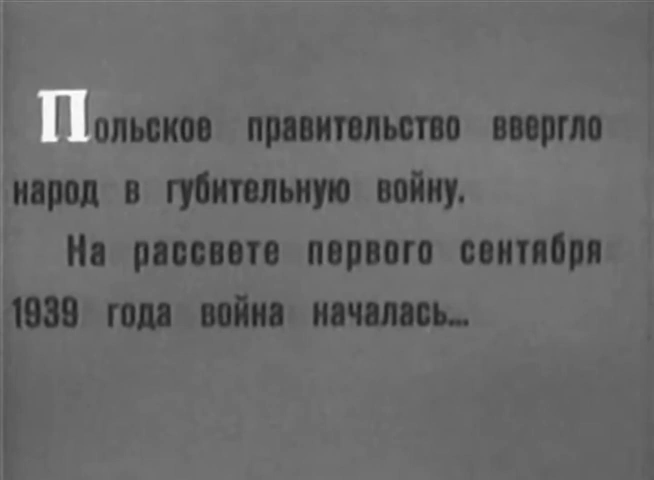 Польское правительство ввергло
народ в губительную войну.
На рассвете первого сентября
1939 года война началась...